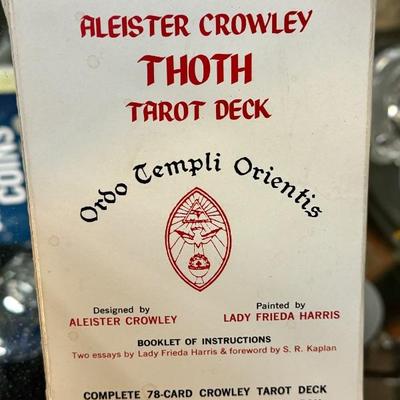 ALEISTER CROWLEY
THOTH
TAROT DECK
Ordo Templi Orientis
Designed by
ALEISTER CROWLEY
Painted by
LADY FRIEDA HARRIS
BOOKLET OF INSTRUCTIONS
Two essays by Lady Frieda Harris & foreword by S. R. Kaplan
COMPLETE 78-CARD CROWLEY TAROT DECK
COINS